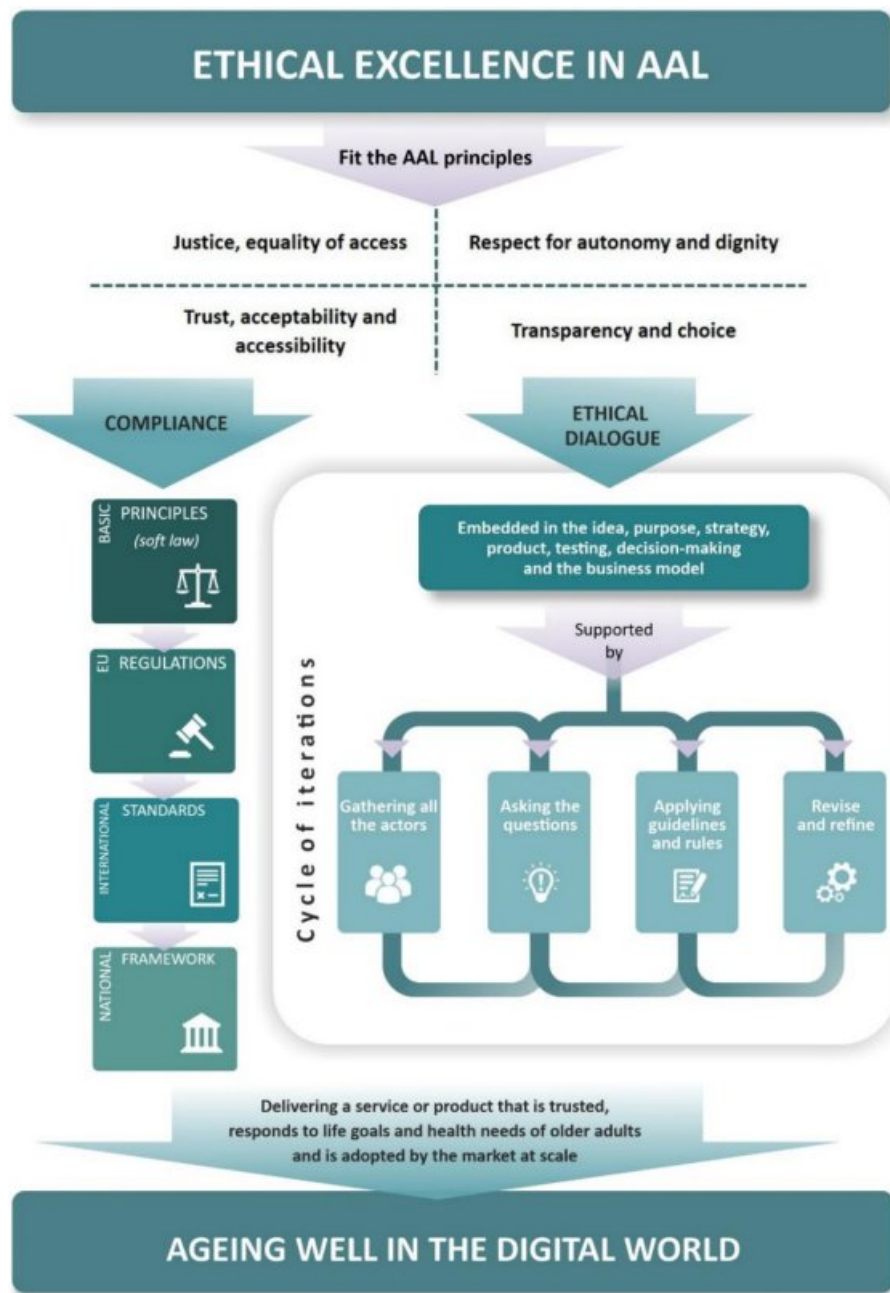 ETHICAL EXCELLENCE IN AAL
Fit the AAL principles
Justice, equality of access
Respect for autonomy and dignity
Trust, acceptability and
accessibility
Transparency and choice
COMPLIANCE
BASIC
PRINCIPLES
(soft law)
EU
REGULATIONS
INTERNATIONAL
STANDARDS
NATIONAL
FRAMEWORK
ETHICAL
DIALOGUE
Embedded in the idea, purpose, strategy,
product, testing, decision-making
and the business model
Supported
by
Cycle of iterations
Gathering all
the actors
Asking the
questions
Applying
guidelines
and rules
Revise
and refine
Delivering a service or product that is trusted,
responds to life goals and health needs of older adults
and is adopted by the market at scale
AGEING WELL IN THE DIGITAL WORLD